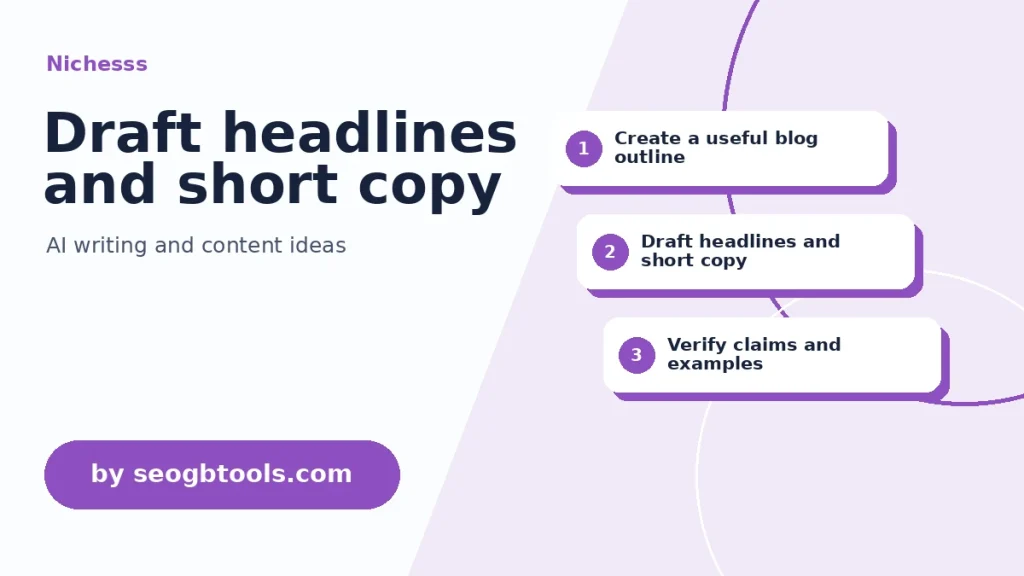 Nichesss
Draft headlines
and short copy
AI writing and content ideas
by seogbtools.com
1
Create a useful blog
outline
2
Draft headlines and
short copy
3
Verify claims and
examples